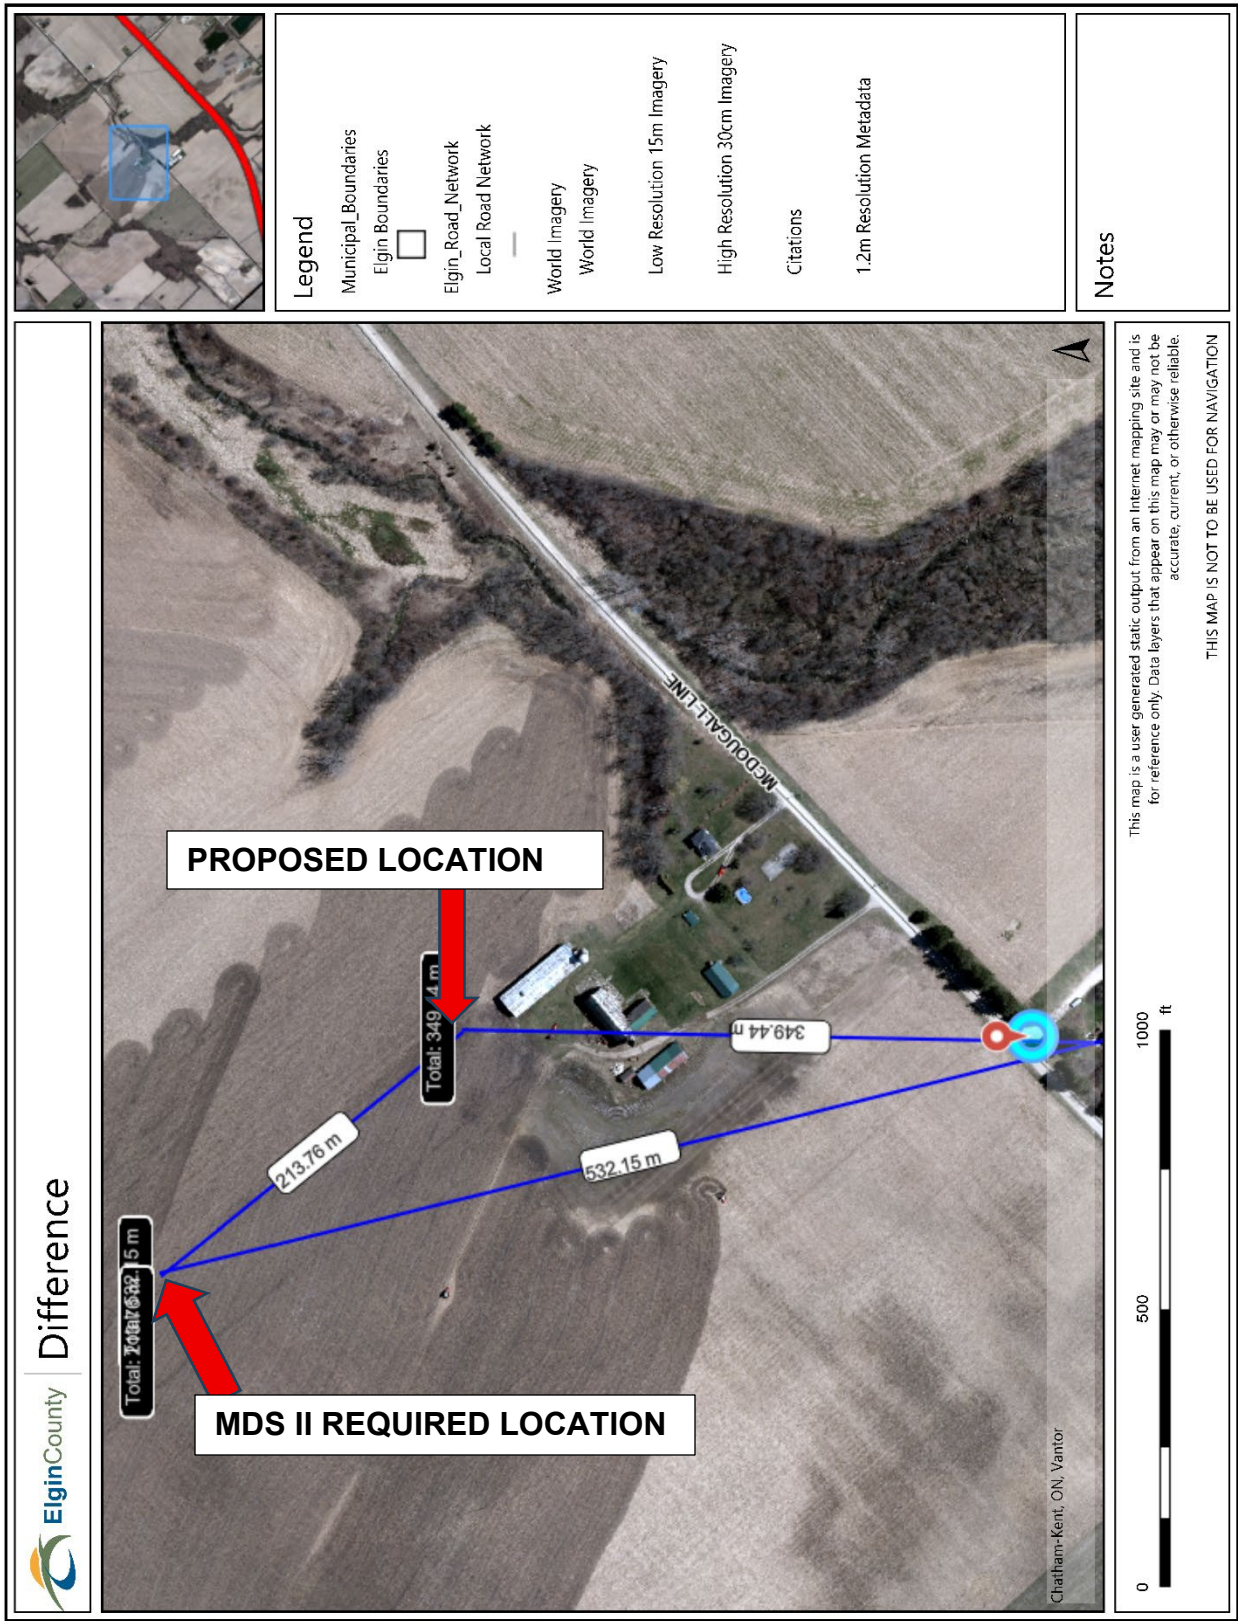 ElginCounty
Difference
Legend
Municipal_Boundaries
Elgin Boundaries
Elgin_Road_Network
Local Road Network
World Imagery
World Imagery
Low Resolution 15m Imagery
High Resolution 30cm Imagery
Citations
1.2m Resolution Metadata
Notes
PROPOSED LOCATION
MDS II REQUIRED LOCATION
Total: 349. 4 m
Total:
213.76 m
349.44 m
532.15 m
MCDOUGALL LINE
Chatham-Kent, ON, Vantor
0
500
1000
ft
This map is a user generated static output from an Internet mapping site and is
for reference only. Data layers that appear on this map may or may not be
accurate, current, or otherwise reliable.
THIS MAP IS NOT TO BE USED FOR NAVIGATION